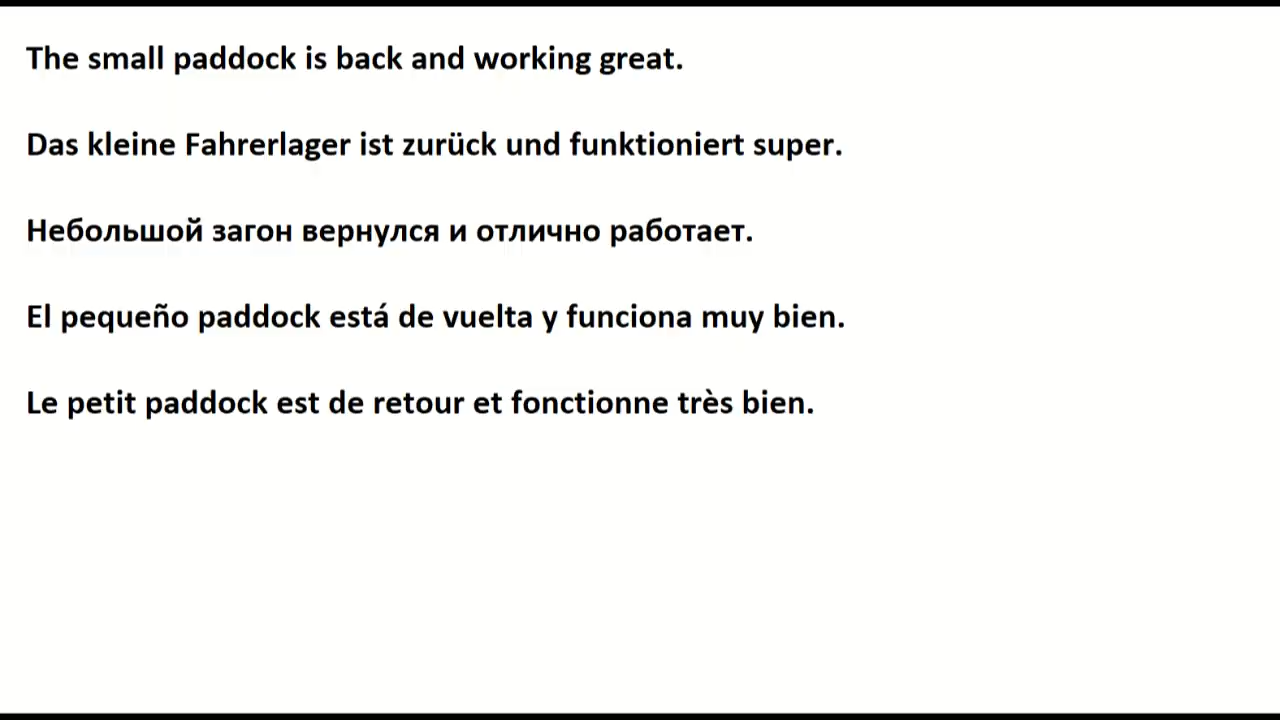 The small paddock is back and working great.
Das kleine Fahrerlager ist zurück und funktioniert super.
Небольшой загон вернулся и отлично работает.
El pequeño paddock está de vuelta y funciona muy bien.
Le petit paddock est de retour et fonctionne très bien.